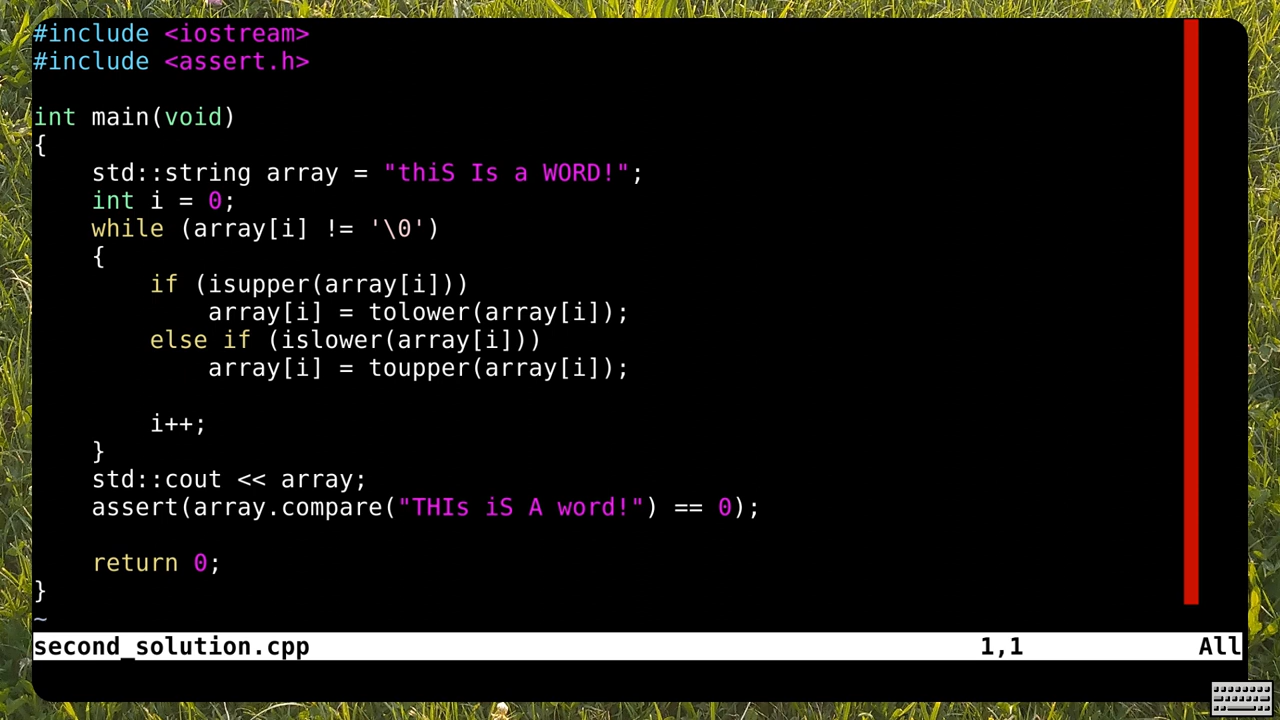 #include <iostream>
#include <assert.h>
int main(void)
{
    std::string array = "thiS Is a WORD!";
    int i = 0;
    while (array[i] != '\0')
    {
        if (isupper(array[i]))
            array[i] = tolower(array[i]);
        else if (islower(array[i]))
            array[i] = toupper(array[i]);
        i++;
    }
    std::cout << array;
    assert(array.compare("THIs iS A word!") == 0);
    return 0;
}
~
second_solution.cpp 1,1 All